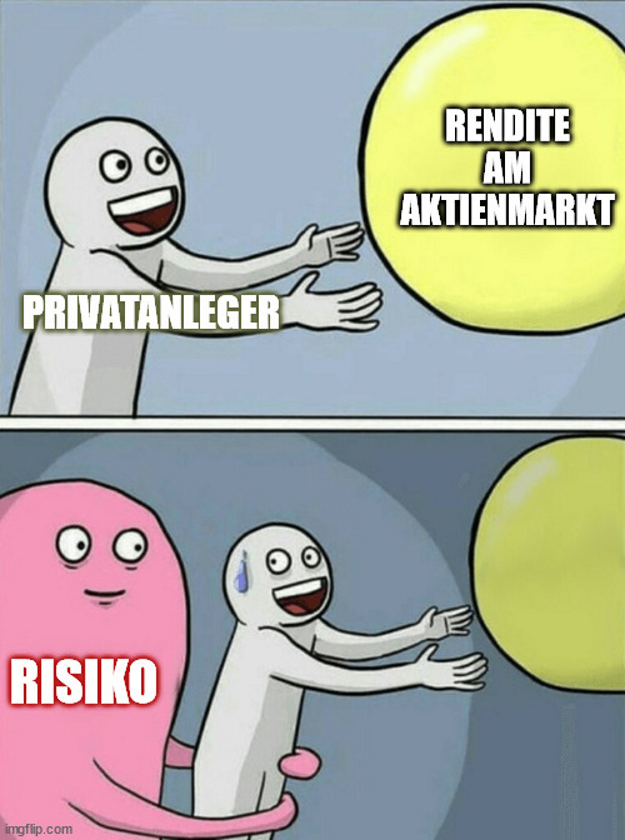 RENDITE
AM
AKTIENMARKT
PRIVATANLEGER
RISIKO
imgflip.com